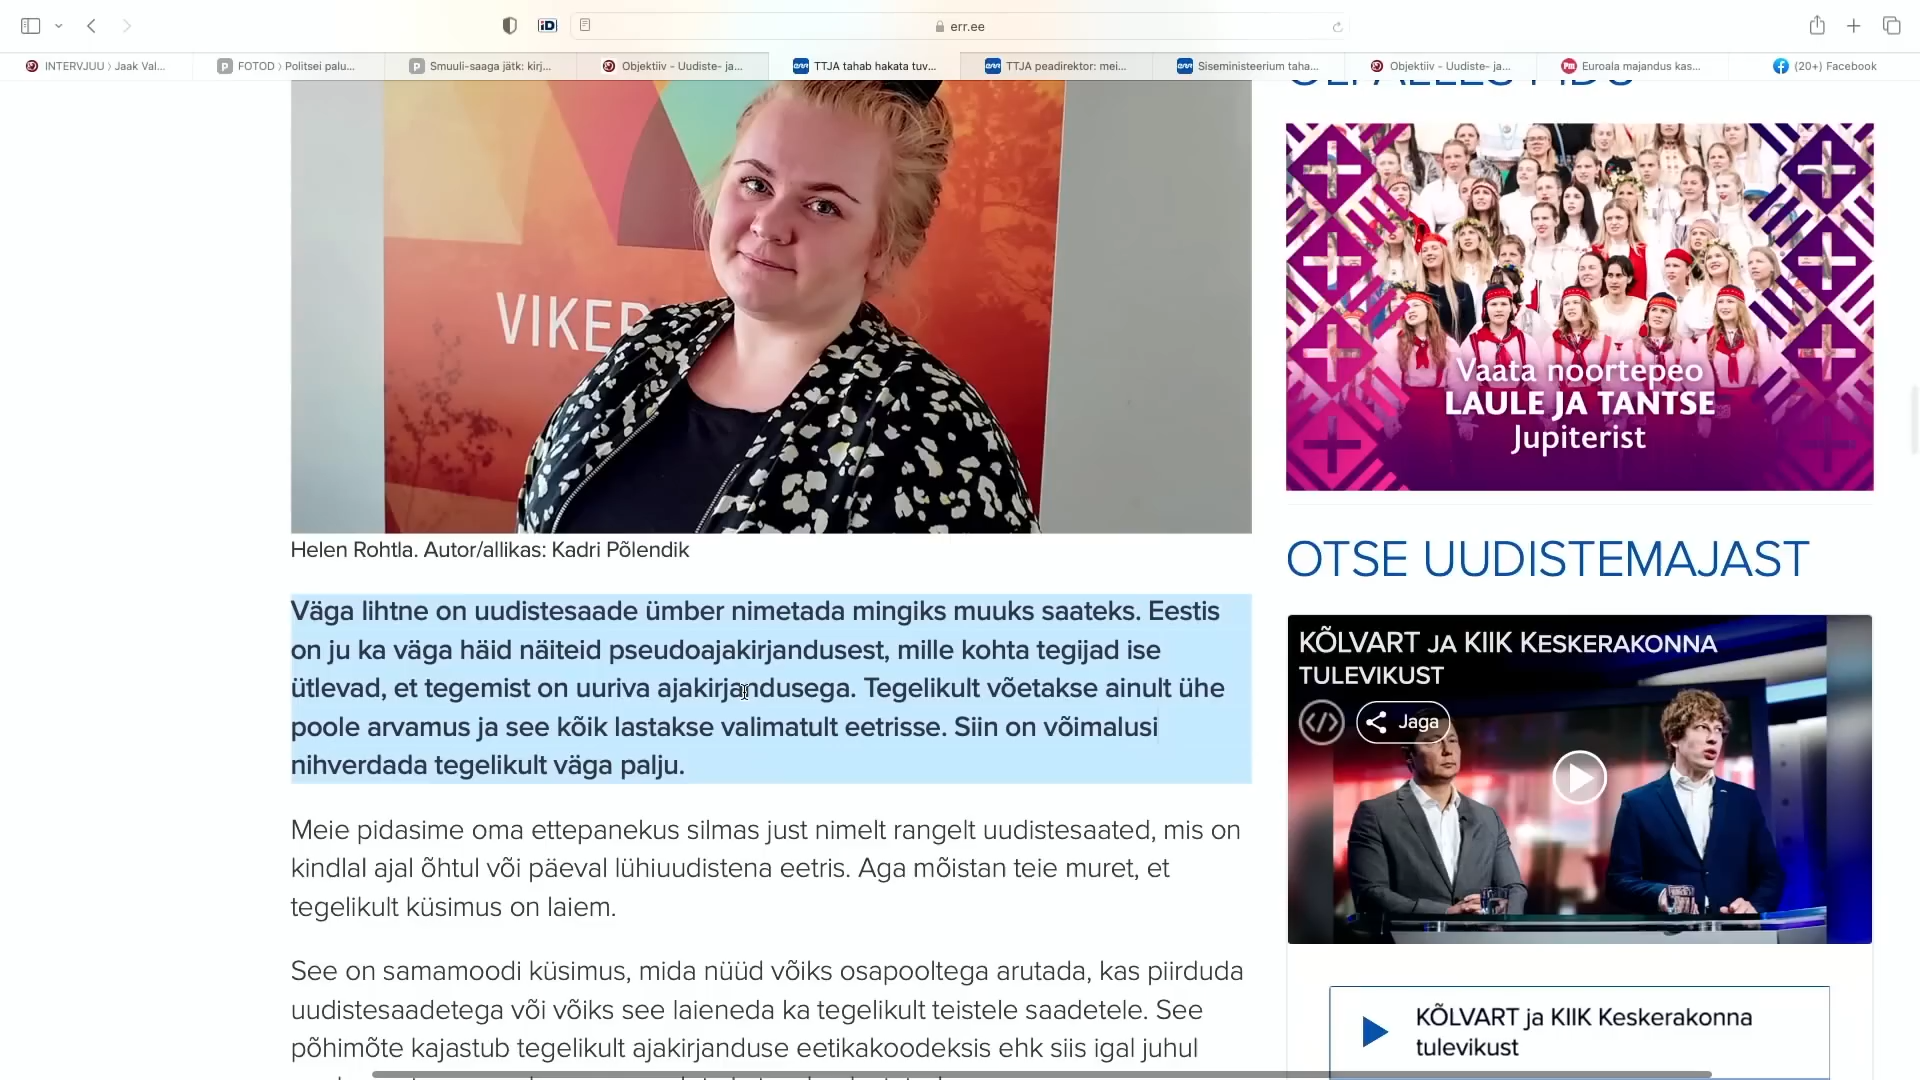 err.ee
INTERVJUU › Jaak Val...
FOTOD › Politsei palu...
Smuuli-saaga jätk: kirj...
Objektiiv - Uudiste- ja...
TTJA tahab hakata tuv...
TTJA peadirektor: mei...
Siseministeerium taha...
Objektiiv - Uudiste- ja...
Euroala majandus kas...
(20+) Facebook
VIKER
Helen Rohtla. Autor/allikas: Kadri Põlendik
Väga lihtne on uudistesaade ümber nimetada mingiks muuks saateks. Eestis
on ju ka väga häid näiteid pseudoajakirjandusest, mille kohta tegijad ise
ütlevad, et tegemist on uuriva ajakirjandusega. Tegelikult võetakse ainult ühe
poole arvamus ja see kõik lastakse valimatult eetrisse. Siin on võimalusi
nihverdada tegelikult väga palju.
Meie pidasime oma ettepanekus silmas just nimelt rangelt uudistesaated, mis on
kindlal ajal õhtul või päeval lühiuudistena eetris. Aga mõistan teie muret, et
tegelikult küsimus on laiem.
See on samamoodi küsimus, mida nüüd võiks osapooltega arutada, kas piirduda
uudistesaadetega või võiks see laieneda ka tegelikult teistele saadetele. See
põhimõte kajastub tegelikult ajakirjanduse eetikakoodeksis ehk siis igal juhul
Vaata noortepeo
LAULE JA TANTSE
Jupiterist
OTSE UUDISTEMAJAST
KÕLVART JA KIIK KESKERAKONNA
TULEVIKUST
Jaga
KÕLVART ja KIIK Keskerakonna
tulevikust